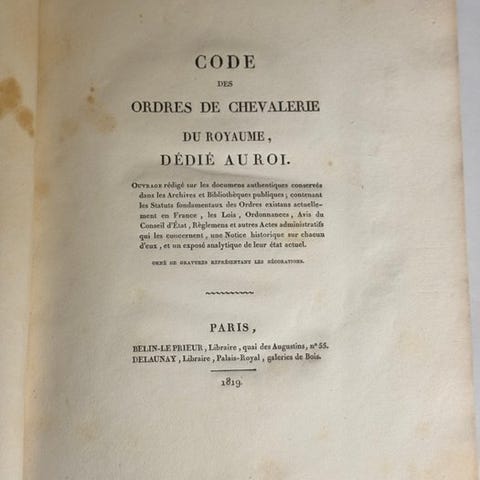 CODE
DES
ORDRES DE CHEVALERIE
DU ROYAUME,
DÉDIÉ AU ROI.
OUVRAGE rédigé sur les documens authentiques conservés
dans les Archives et Bibliothèques publiques; contenant
les Statuts fondamentaux des Ordres existans actuelle-
ment en France, les Lois, Ordonnances, Avis du
Conseil d'État, Règlemens et autres Actes administratifs
qui les concernent, une Notice historique sur chacun
d'eux, et un exposé analytique de leur état actuel.
ORNÉ DE GRAVURES REPRÉSENTANT LES DÉCORATIONS.
PARIS,
BELIN-LE PRIEUR, Libraire, quai des Augustins, n° 55.
DELAUNAY, Libraire, Palais-Royal, galeries de Bois.
1819.